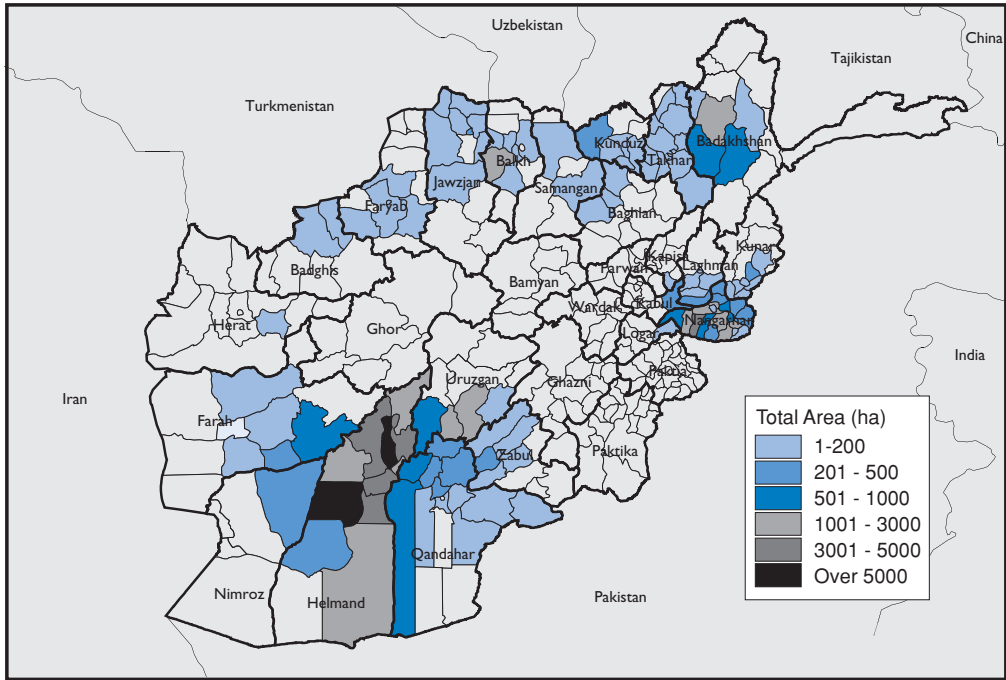 Uzbekistan
China
Tajikistan
Turkmenistan
Kunduz
Badakhshan
Balkh
Takhar
Jawzjan
Samangan
Faryab
Baghlan
Kuna
Kapisa
Laghman
Badghis
Parwan
Bamyan
Kabul
Wardak
Nangarhar
Herat
Ghor
Logar
India
Uruzgan
Paktia
Ghazni
Iran
Farah
Zabul
Paktika
Qandahar
Nimroz
Helmand
Pakistan
Total Area (ha)
1-200
201 - 500
501 - 1000
1001 - 3000
3001 - 5000
Over 5000